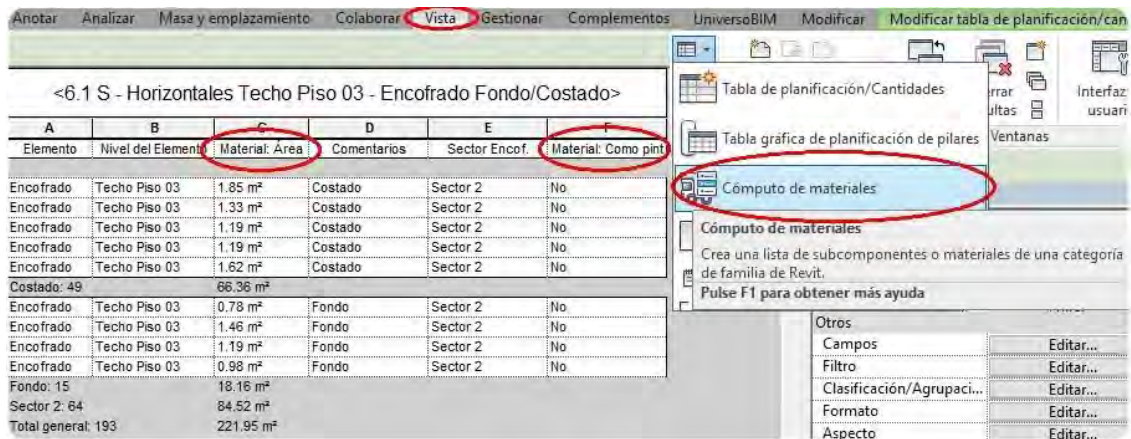 Anotar Analizar Masa y emplazamiento Colaborar Vista Gestionar Complementos UniversoBIM Modificar Modificar tabla de planificación/can
<6.1 S - Horizontales Techo Piso 03 - Encofrado Fondo/Costado>
A B C D E F
Elemento Nivel del Elemento Material: Área Comentarios Sector Encof. Material: Como pint
Encofrado Techo Piso 03 1.85 m² Costado Sector 2 No
Encofrado Techo Piso 03 1.33 m² Costado Sector 2 No
Encofrado Techo Piso 03 1.19 m² Costado Sector 2 No
Encofrado Techo Piso 03 1.19 m² Costado Sector 2 No
Encofrado Techo Piso 03 1.62 m² Costado Sector 2 No
Costado: 49 66.36 m²
Encofrado Techo Piso 03 0.78 m² Fondo Sector 2 No
Encofrado Techo Piso 03 1.46 m² Fondo Sector 2 No
Encofrado Techo Piso 03 1.19 m² Fondo Sector 2 No
Encofrado Techo Piso 03 0.98 m² Fondo Sector 2 No
Fondo: 15 18.16 m²
Sector 2: 64 84.52 m²
Total general: 193 221.95 m²
Tabla de planificación/Cantidades
Tabla gráfica de planificación de pilares
Cómputo de materiales
Cómputo de materiales
Crea una lista de subcomponentes o materiales de una categoría
de familia de Revit.
Pulse F1 para obtener más ayuda
rrar
ultas
Interfaz
usuari
Ventanas
Otros
Campos Editar...
Filtro Editar...
Clasificación/Agrupaci... Editar...
Formato Editar...
Aspecto Editar...